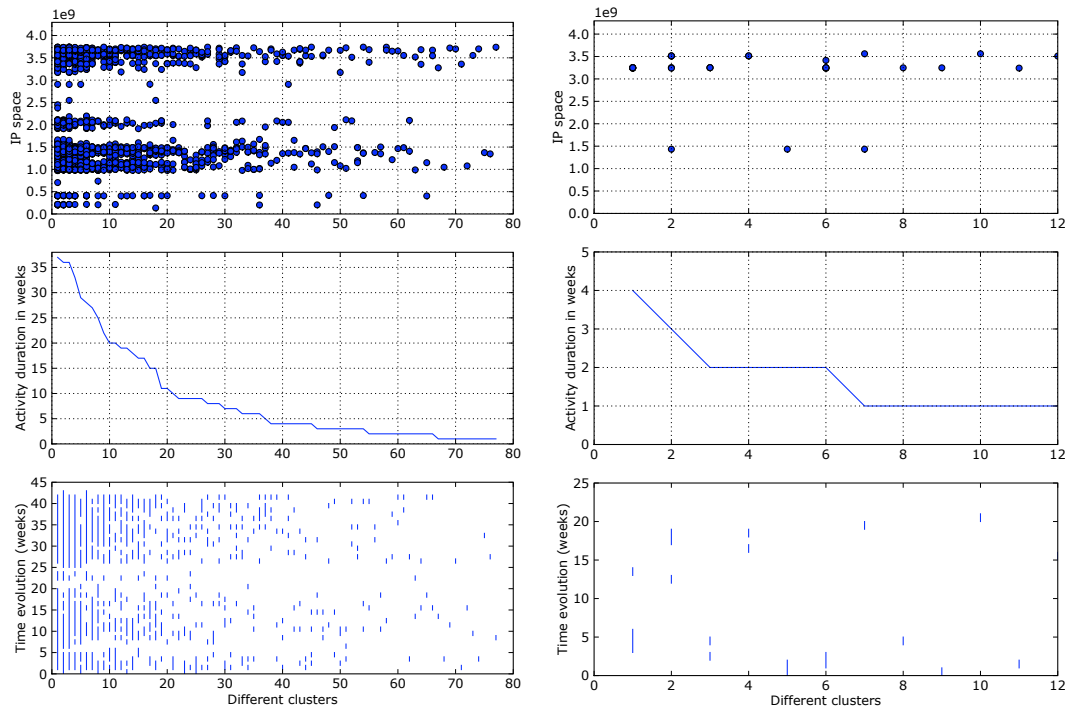 1e9
4.0
3.5
3.0
2.5
2.0
1.5
1.0
0.5
0.0
IP space
0 10 20 30 40 50 60 70 80
1e9
4.0
3.5
3.0
2.5
2.0
1.5
1.0
0.5
0.0
IP space
0 2 4 6 8 10 12
35
30
25
20
15
10
5
0
Activity duration in weeks
0 10 20 30 40 50 60 70 80
5
4
3
2
1
0
Activity duration in weeks
0 2 4 6 8 10 12
45
40
35
30
25
20
15
10
5
0
Time evolution (weeks)
0 10 20 30 40 50 60 70 80
Different clusters
20
15
10
5
0
Time evolution (weeks)
0 2 4 6 8 10 12
Different clusters